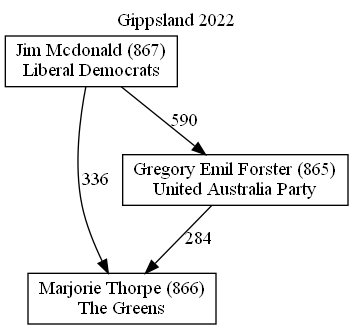 Gippsland 2022
Jim Mcdonald (867)
Liberal Democrats
590
Gregory Emil Forster (865)
United Australia Party
336
284
Marjorie Thorpe (866)
The Greens